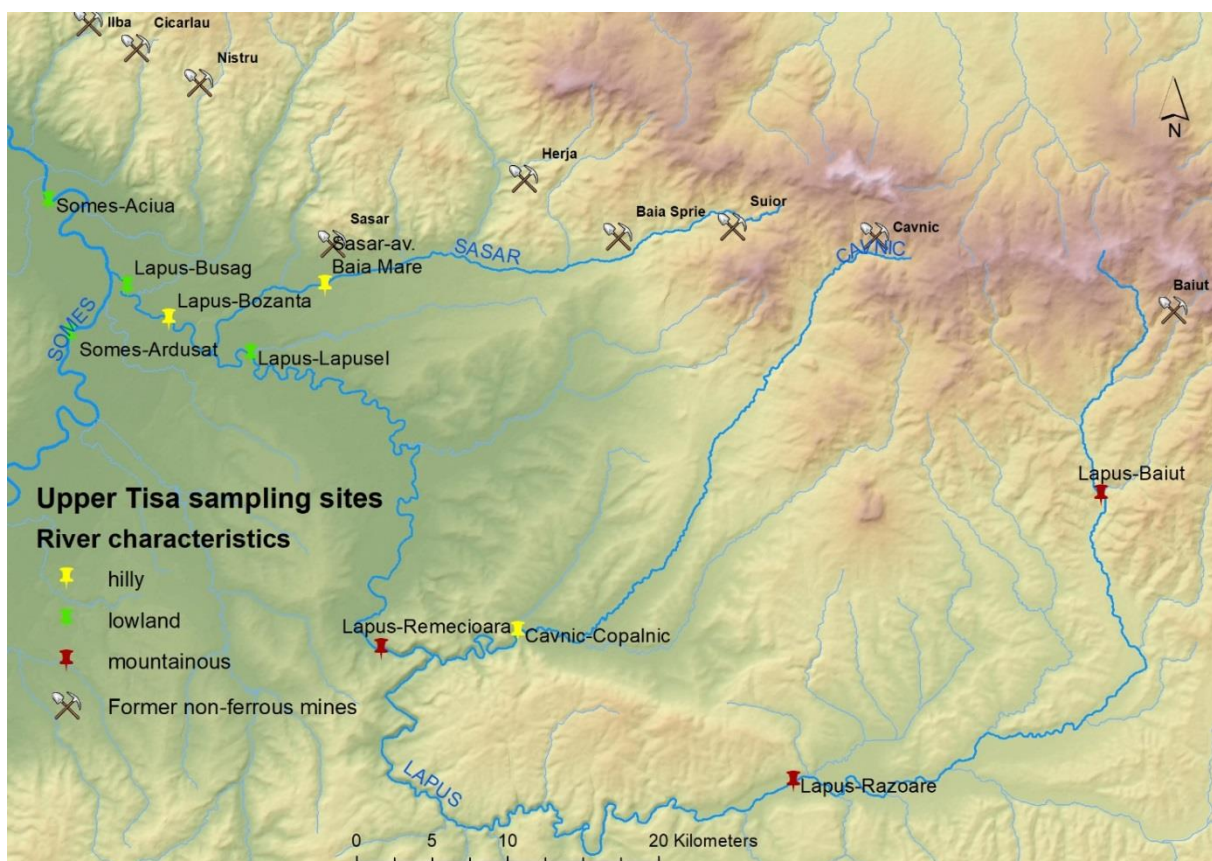 Ilba
Cicarlau
Nistru
N
Herja
Somes-Aciua
Sasar
Baia Sprie
Suior
Cavnic
Sasar-av.
Baia Mare
SASAR
CAVNIC
Lapus-Busag
Baiut
Lapus-Bozanta
SOMES
Somes-Ardusat
Lapus-Lapusel
Lapus-Baiut
Upper Tisa sampling sites
River characteristics
hilly
lowland
mountainous
Former non-ferrous mines
Lapus-Remecioara
Cavnic-Copalnic
LAPUS
Lapus-Razoare
0 5 10 20 Kilometers